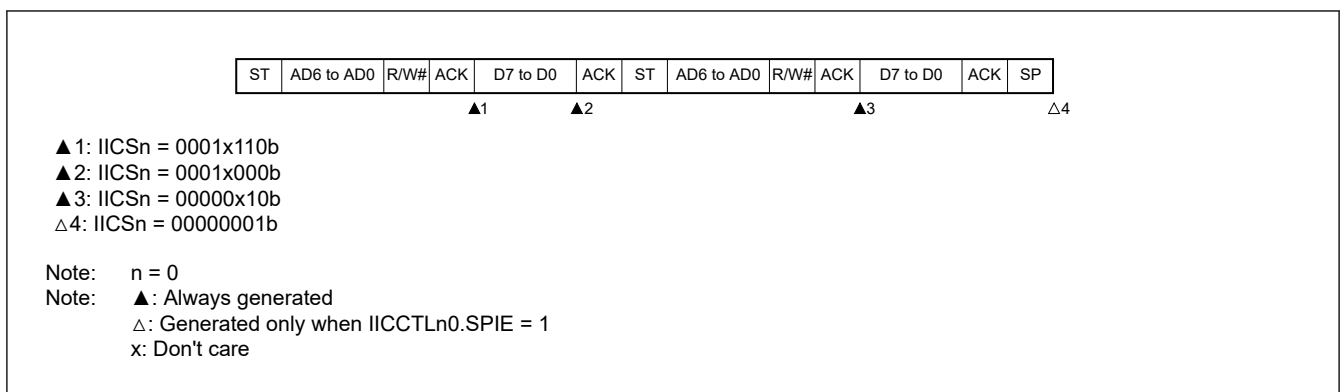 ST AD6 to AD0 R/W# ACK D7 to D0 ACK ST AD6 to AD0 R/W# ACK D7 to D0 ACK SP
▲1 ▲2 ▲3 △4
▲1: IICSn = 0001x110b
▲2: IICSn = 0001x000b
▲3: IICSn = 00000x10b
△4: IICSn = 00000001b
Note: n = 0
Note: ▲: Always generated
△: Generated only when IICCTLn0.SPIE = 1
x: Don't care